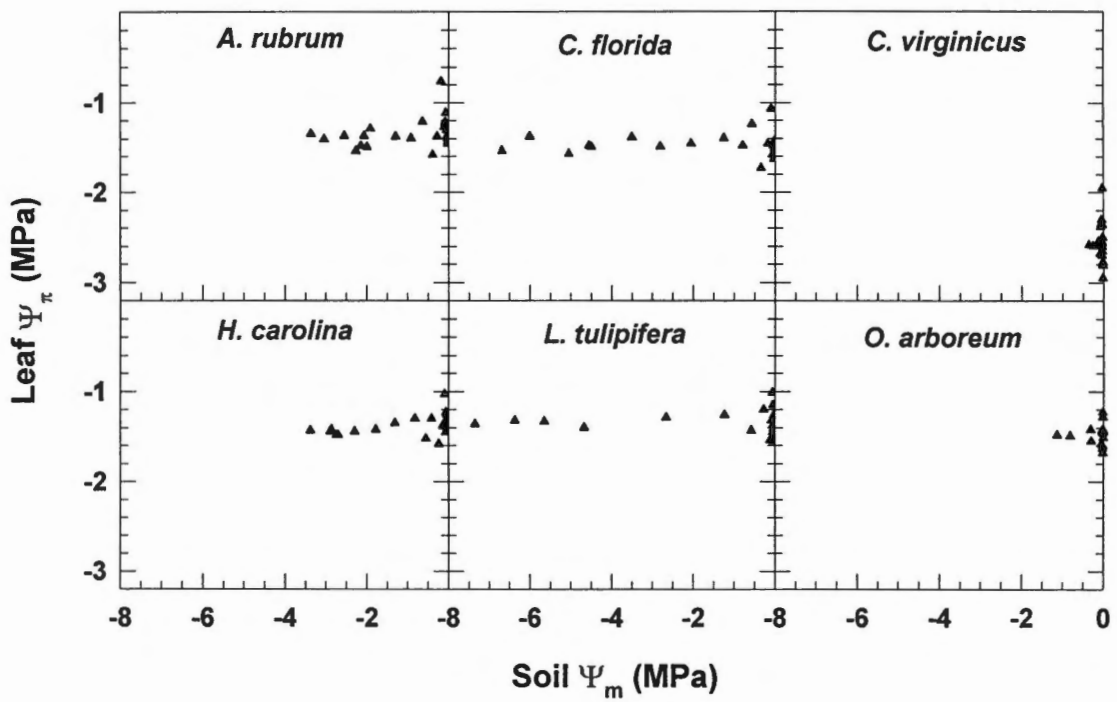 A. rubrum
C. florida
C. virginicus
-1
-2
-3
H. carolina
L. tulipifera
O. arboreum
-1
-2
-3
Leaf Ψπ (MPa)
-8 -6 -4 -2 -8 -6 -4 -2 -8 -6 -4 -2 0
Soil Ψm (MPa)